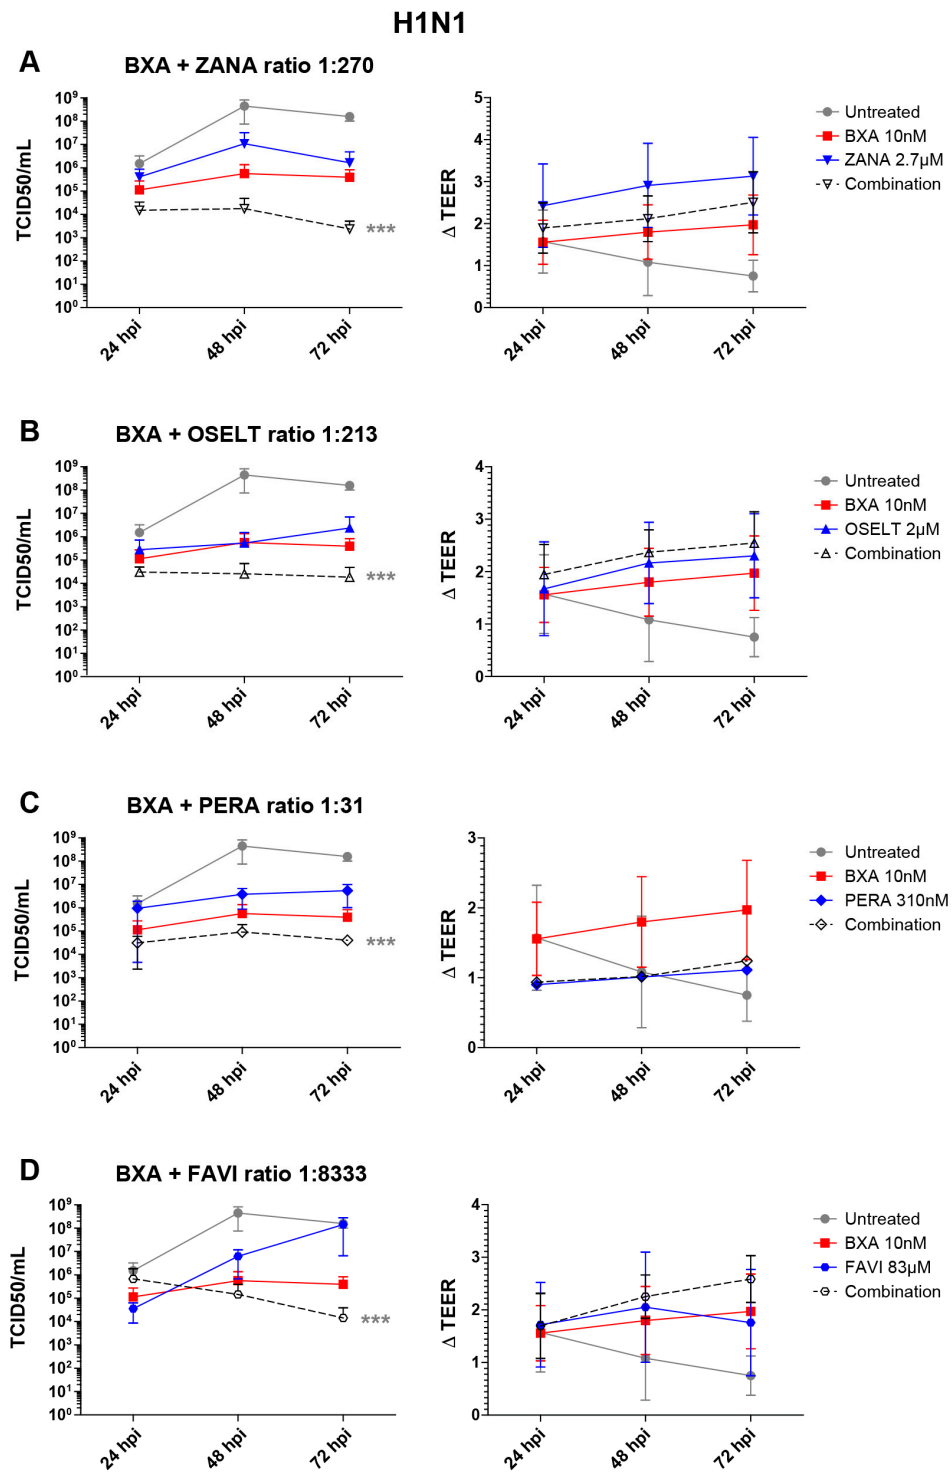 H1N1
A
BXA + ZANA ratio 1:270
TCID50/mL
10⁹
10⁸
10⁷
10⁶
10⁵
10⁴
10³
10²
10¹
10⁰
***
24 hpi
48 hpi
72 hpi
Δ TEER
5
4
3
2
1
0
24 hpi
48 hpi
72 hpi
Untreated
BXA 10nM
ZANA 2.7µM
Combination
B
BXA + OSELT ratio 1:213
TCID50/mL
10⁹
10⁸
10⁷
10⁶
10⁵
10⁴
10³
10²
10¹
10⁰
***
24 hpi
48 hpi
72 hpi
Δ TEER
4
3
2
1
0
24 hpi
48 hpi
72 hpi
Untreated
BXA 10nM
OSELT 2µM
Combination
C
BXA + PERA ratio 1:31
TCID50/mL
10⁹
10⁸
10⁷
10⁶
10⁵
10⁴
10³
10²
10¹
10⁰
***
24 hpi
48 hpi
72 hpi
Δ TEER
3
2
1
0
24 hpi
48 hpi
72 hpi
Untreated
BXA 10nM
PERA 310nM
Combination
D
BXA + FAVI ratio 1:8333
TCID50/mL
10⁹
10⁸
10⁷
10⁶
10⁵
10⁴
10³
10²
10¹
10⁰
***
24 hpi
48 hpi
72 hpi
Δ TEER
4
3
2
1
0
24 hpi
48 hpi
72 hpi
Untreated
BXA 10nM
FAVI 83µM
Combination